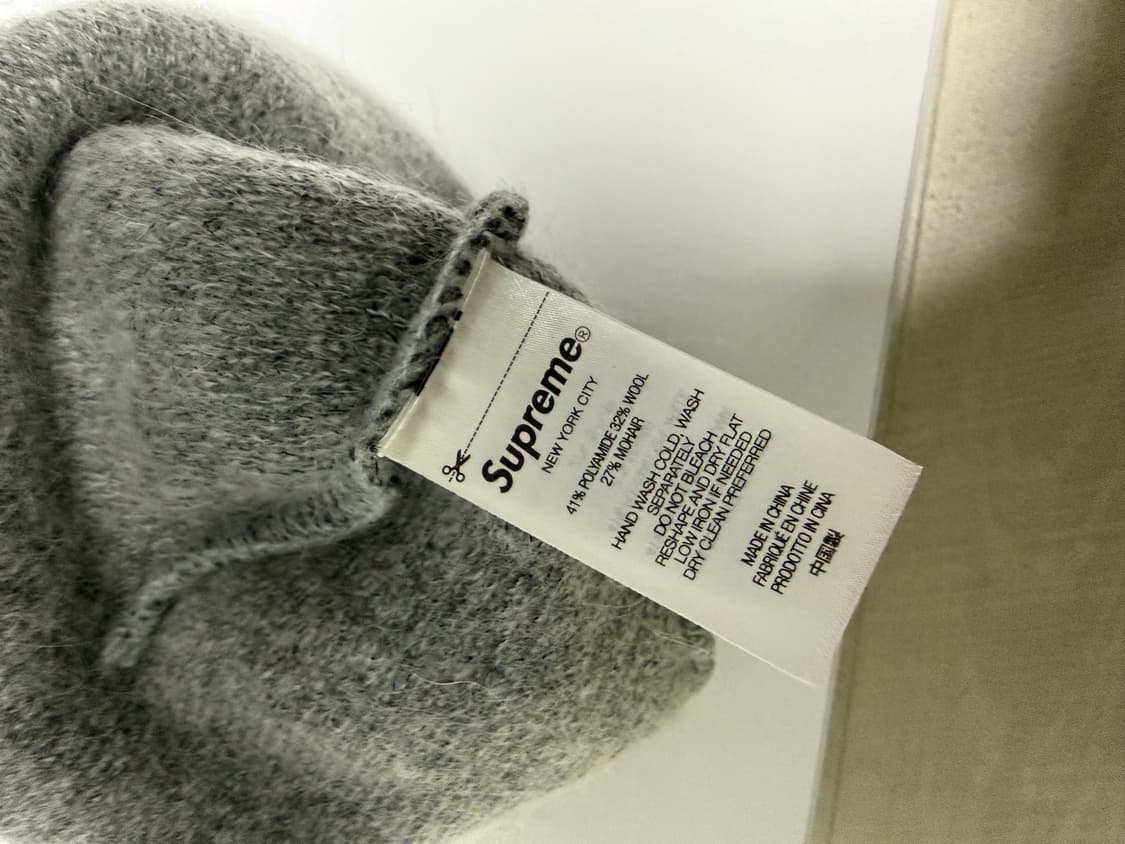 Supreme®
NEW YORK CITY
41% POLYAMIDE 32% WOOL
27% MOHAIR
HAND WASH COLD, WASH
SEPARATELY
DO NOT BLEACH
RESHAPE AND DRY FLAT
LOW IRON IF NEEDED
DRY CLEAN PREFERRED
MADE IN CHINA
FABRIQUÉ EN CHINE
PRODOTTO IN CINA
中国製